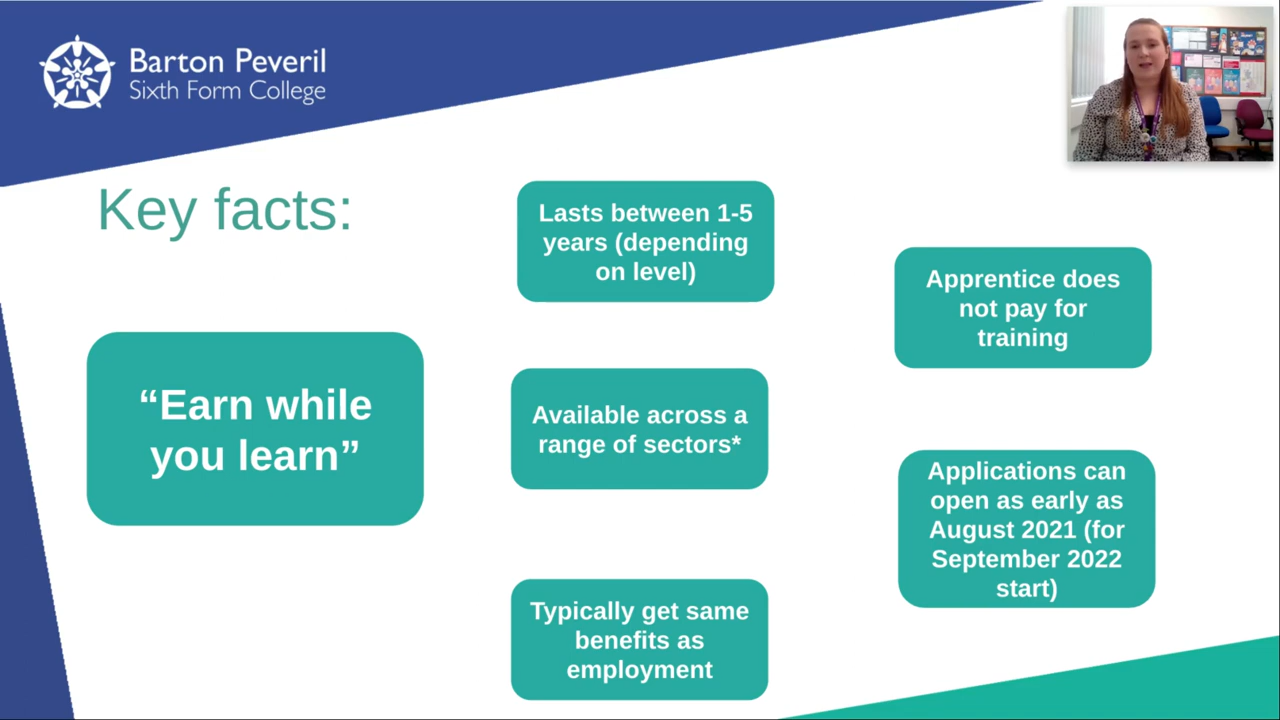 Barton Peveril
Sixth Form College
Key facts:
“Earn while
you learn”
Lasts between 1-5
years (depending
on level)
Available across a
range of sectors*
Typically get same
benefits as
employment
Apprentice does
not pay for
training
Applications can
open as early as
August 2021 (for
September 2022
start)